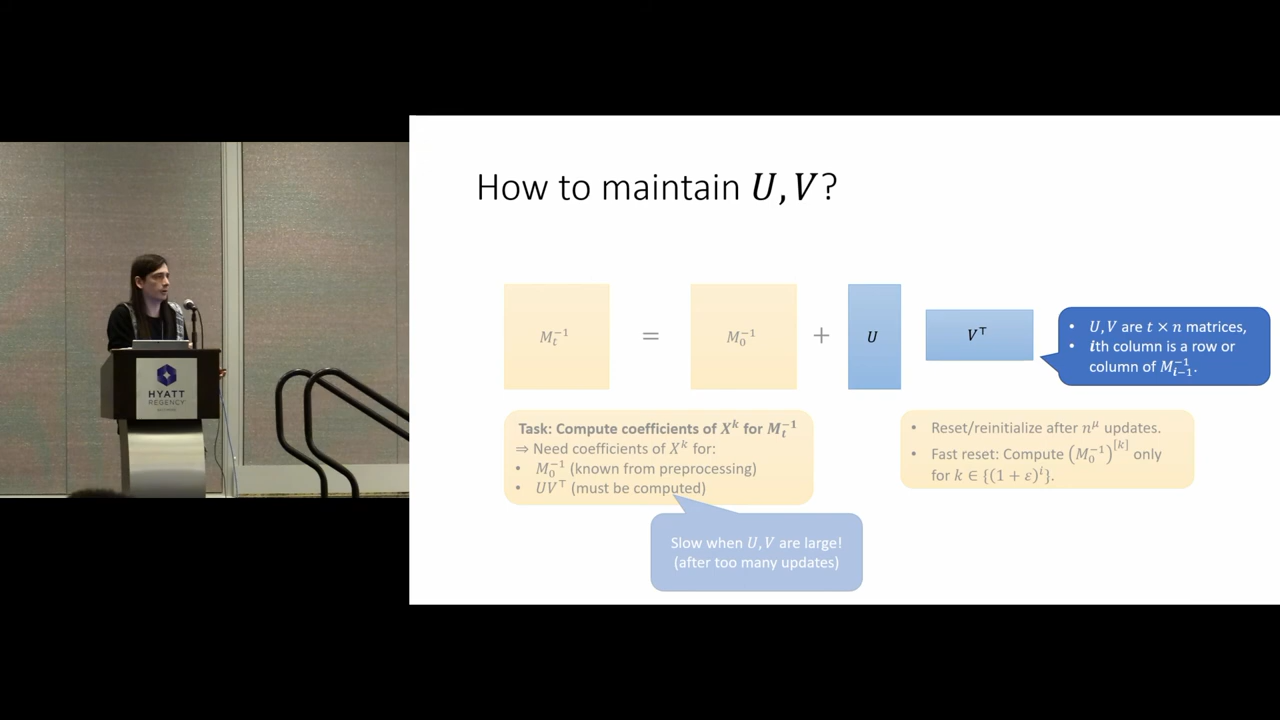 How to maintain U, V?
M_t^{-1} = M_0^{-1} + U V^⊤
• U, V are t × n matrices,
• ith column is a row or
column of M_{i-1}^{-1}.
Task: Compute coefficients of X^k for M_t^{-1}
⇒ Need coefficients of X^k for:
• M_0^{-1} (known from preprocessing)
• UV^⊤ (must be computed)
Slow when U, V are large!
(after too many updates)
• Reset/reinitialize after n^μ updates.
• Fast reset: Compute (M_0^{-1})^{[k]} only
for k ∈ {(1 + ε)^i}.
HYATT
REGENCY